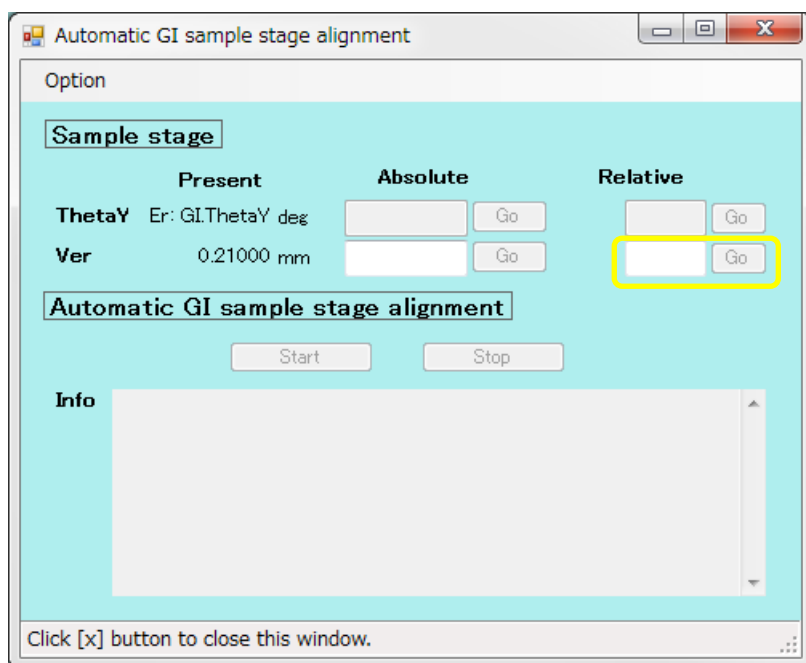 Automatic GI sample stage alignment
Option
Sample stage
Present Absolute Relative
ThetaY Er: GI.ThetaY deg Go Go
Ver 0.21000 mm Go Go
Automatic GI sample stage alignment
Start Stop
Info
Click [x] button to close this window.